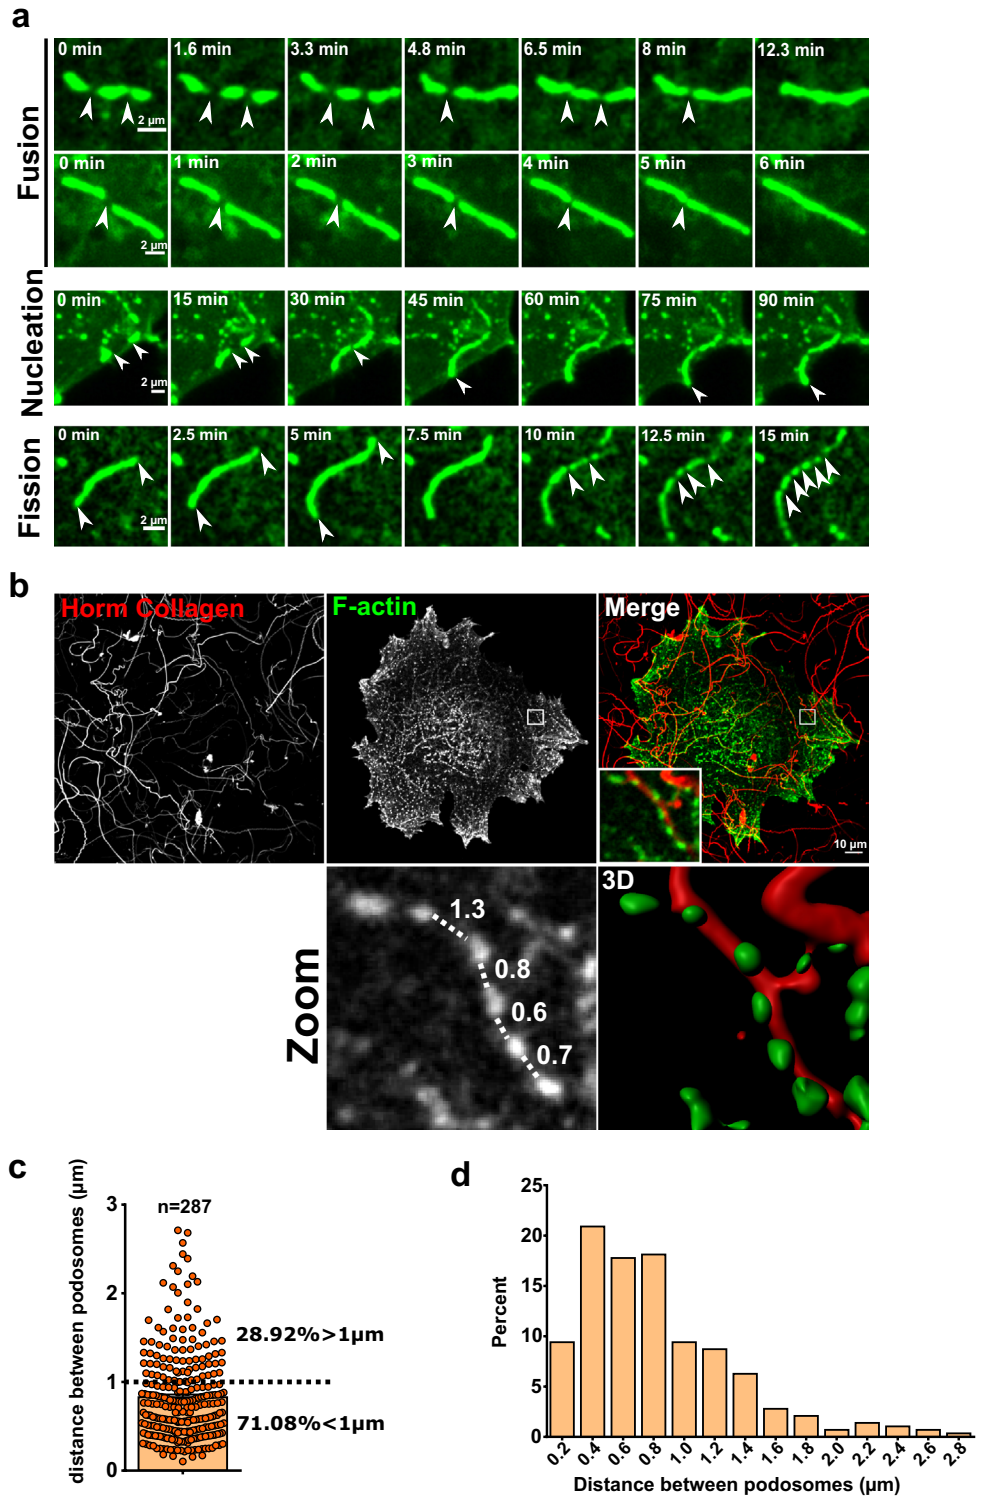 a
Fusion
0 min 1.6 min 3.3 min 4.8 min 6.5 min 8 min 12.3 min
2 µm
0 min 1 min 2 min 3 min 4 min 5 min 6 min
2 µm
Nucleation
0 min 15 min 30 min 45 min 60 min 75 min 90 min
2 µm
Fission
0 min 2.5 min 5 min 7.5 min 10 min 12.5 min 15 min
2 µm
b
Horm Collagen F-actin Merge
10 µm
Zoom
1.3
0.8
0.6
0.7
3D
c
distance between podosomes (µm)
3
2
1
0
n=287
28.92%>1µm
71.08%<1µm
d
Percent
25
20
15
10
5
0
0.2 0.4 0.6 0.8 1.0 1.2 1.4 1.6 1.8 2.0 2.2 2.4 2.6 2.8
Distance between podosomes (µm)